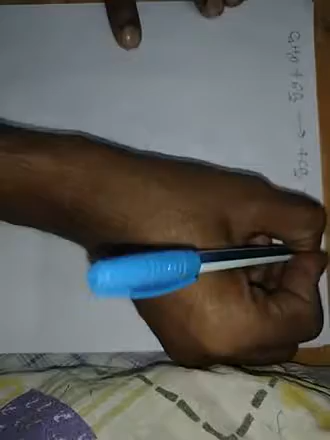 C₄H₁₀ + O₂ → 4CO₂